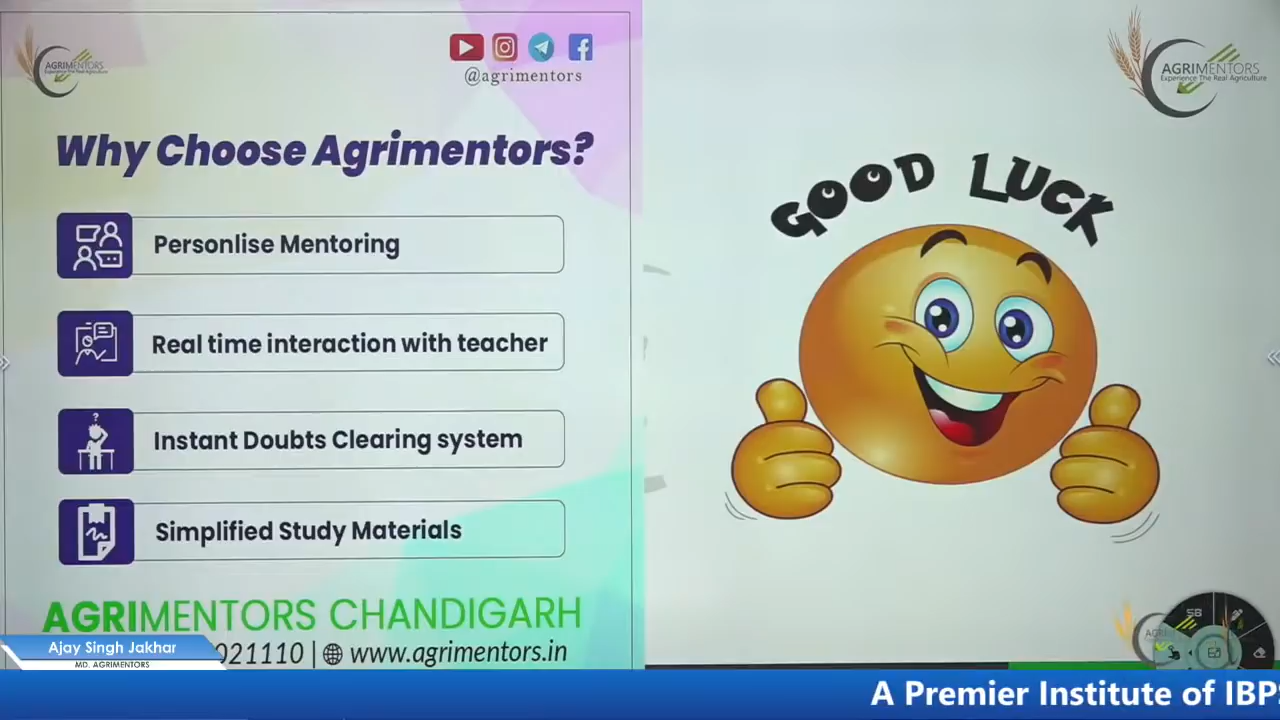 AGRIMENTORS
Experience The Real Agriculture
@agrimentors
Why Choose Agrimentors?
Personlise Mentoring
Real time interaction with teacher
?
Instant Doubts Clearing system
Simplified Study Materials
AGRIMENTORS CHANDIGARH
021110 | www.agrimentors.in
Ajay Singh Jakhar
MD. AGRIMENTORS
AGRIMENTORS
Experience The Real Agriculture
GOOD LUCK
58
A Premier Institute of IBPS